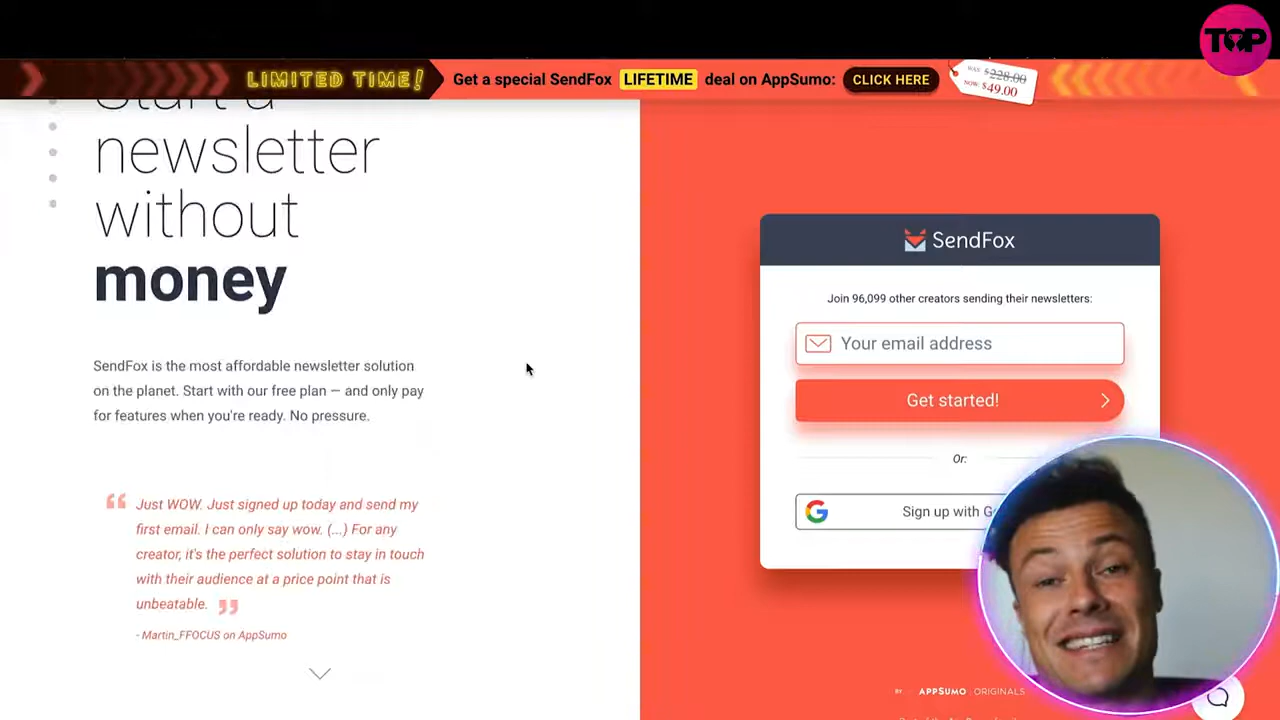 TOP
LIMITED TIME!
Get a special SendFox LIFETIME deal on AppSumo: CLICK HERE
WAS $228.00
NOW $49.00
Start a
newsletter
without
money
SendFox is the most affordable newsletter solution
on the planet. Start with our free plan — and only pay
for features when you're ready. No pressure.
“ Just WOW. Just signed up today and send my
first email. I can only say wow. (...) For any
creator, it's the perfect solution to stay in touch
with their audience at a price point that is
unbeatable. ”
- Martin_FFOCUS on AppSumo
SendFox
Join 96,099 other creators sending their newsletters:
Your email address
Get started!
Or:
Sign up with G
BY APPSUMO ORIGINALS